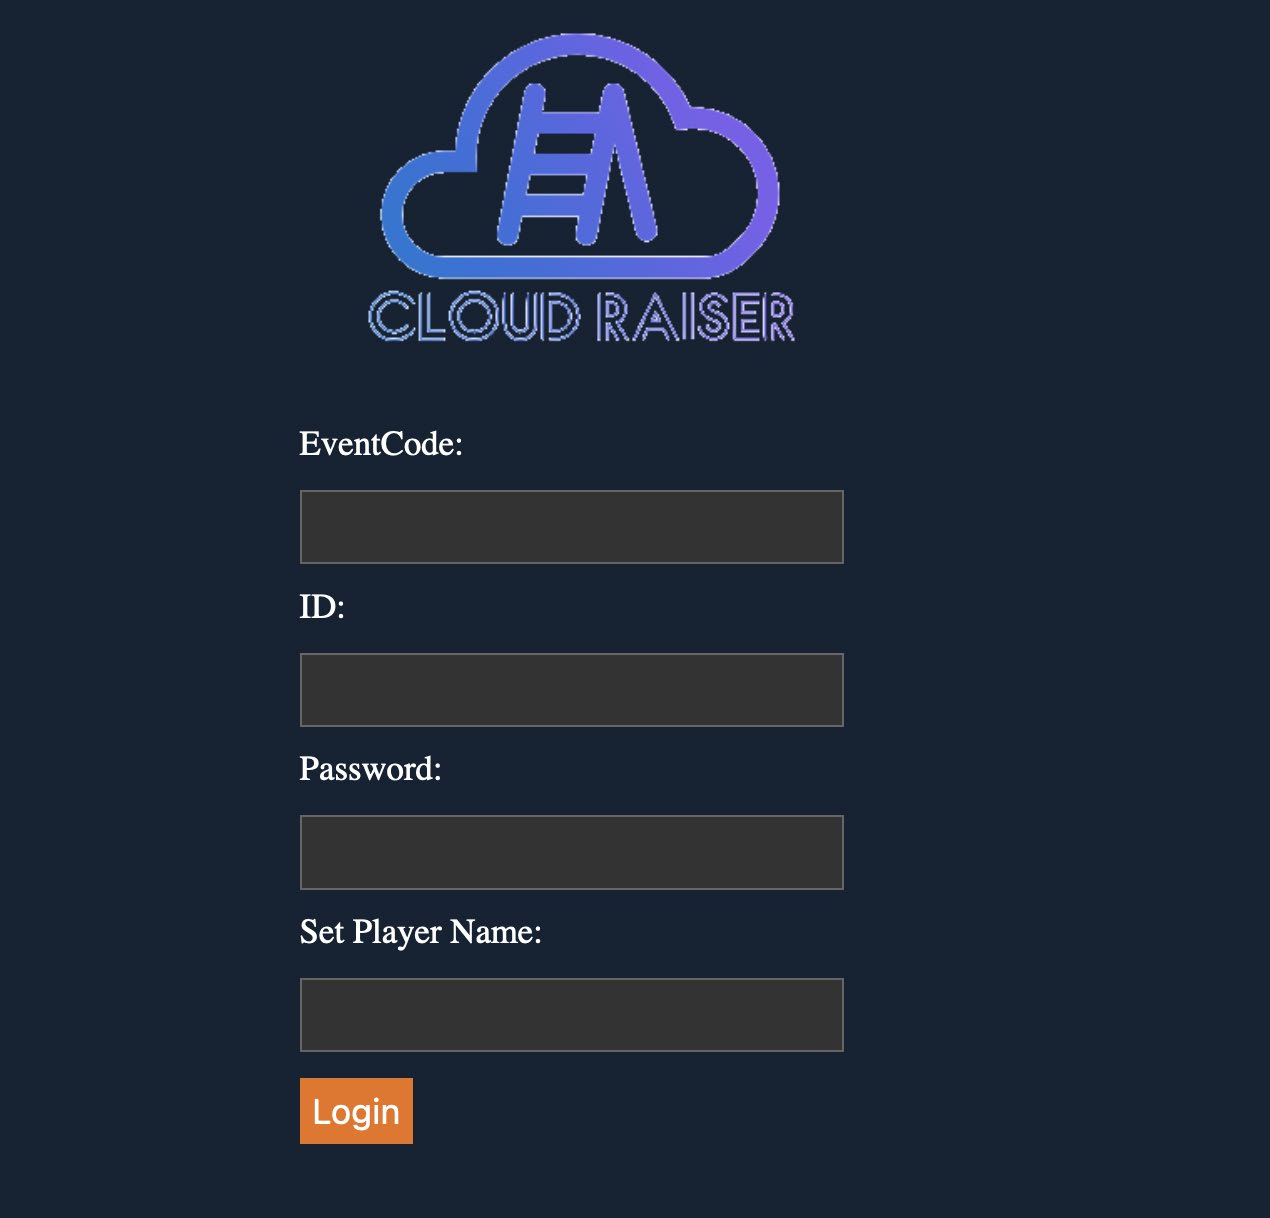 CLOUD RAISER
EventCode:
ID:
Password:
Set Player Name:
Login